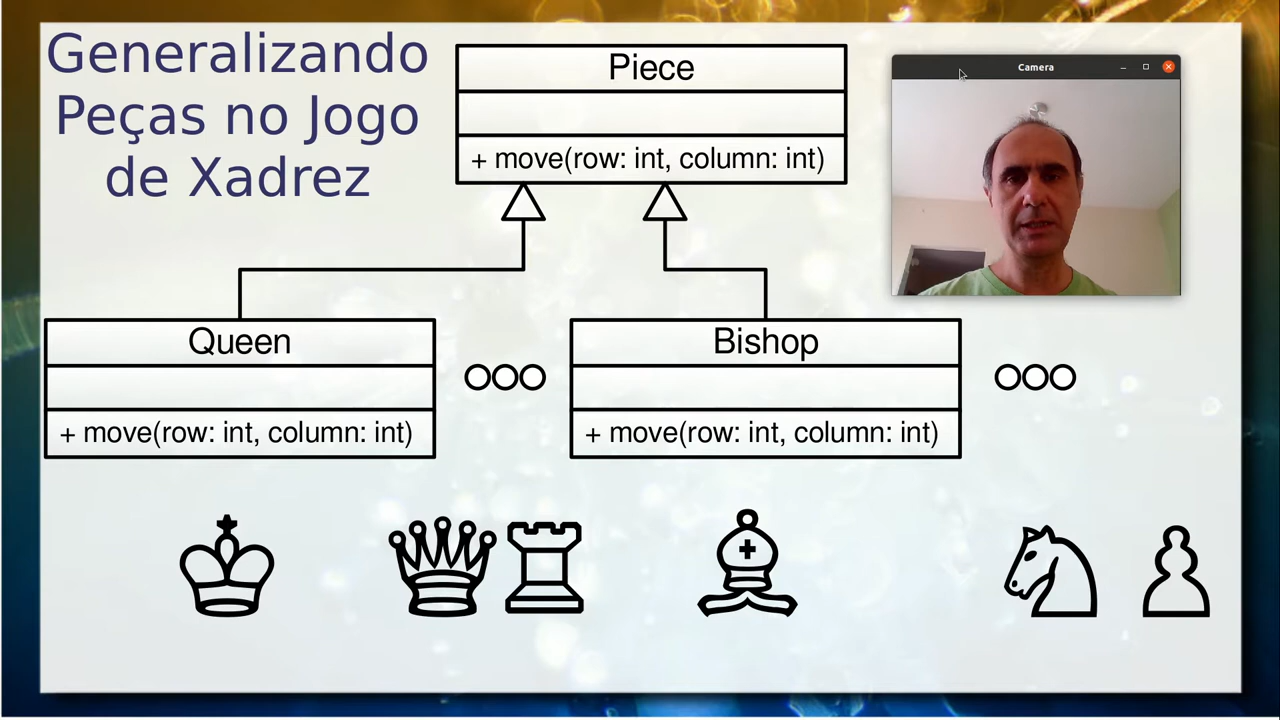 Generalizando
Peças no Jogo
de Xadrez
Piece
+ move(row: int, column: int)
Camera
Queen
+ move(row: int, column: int)
Bishop
+ move(row: int, column: int)